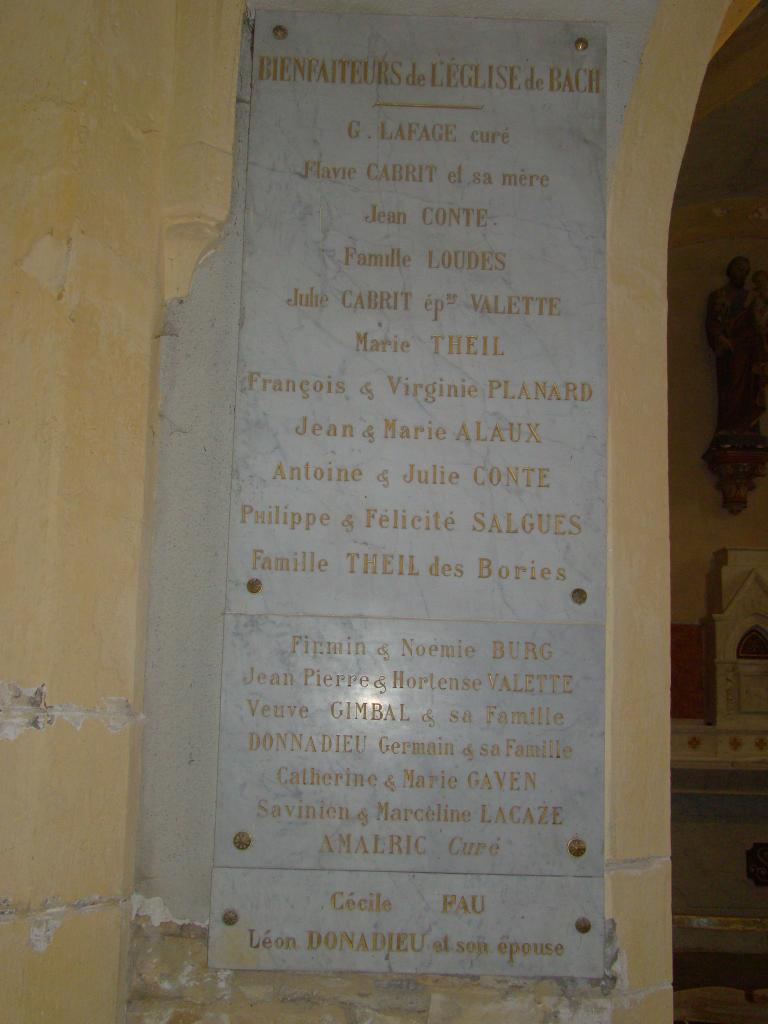 BIENFAITEURS de L'ÉGLISE de BACH
G. LAFAGE curé
Flavie CABRIT et sa mère
Jean CONTE
Famille LOUDES
Julie CABRIT épse VALETTE
Marie THEIL
François & Virginie PLANARD
Jean & Marie ALAUX
Antoine & Julie CONTE
Philippe & Félicité SALGUES
Famille THEIL des Bories
Firmin & Noémie BURG
Jean Pierre & Hortense VALETTE
Veuve GIMBAL & sa Famille
DONNADIEU Germain & sa Famille
Catherine & Marie GAVEN
Savinien & Marcèline LACAZE
AMALRIC Curé
Cécile FAU
Léon DONADIEU et son épouse